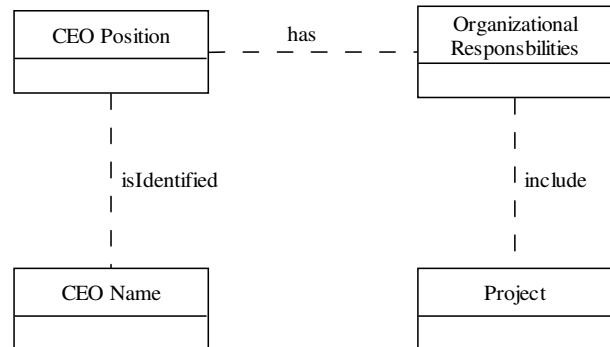 CEO Position
has
Organizational
Responsbilities
isIdentified
include
CEO Name
Project